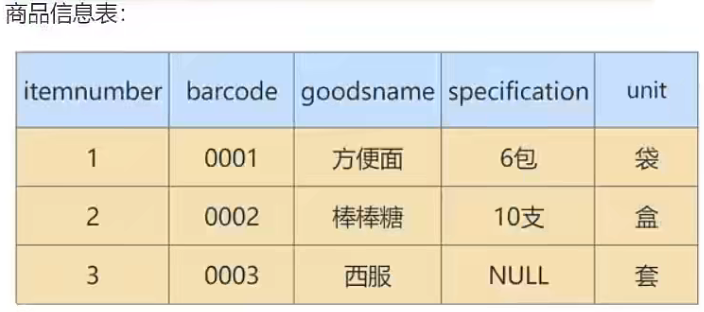 商品信息表：
itemnumber barcode goodsname specification unit
1 0001 方便面 6包 袋
2 0002 棒棒糖 10支 盒
3 0003 西服 NULL 套